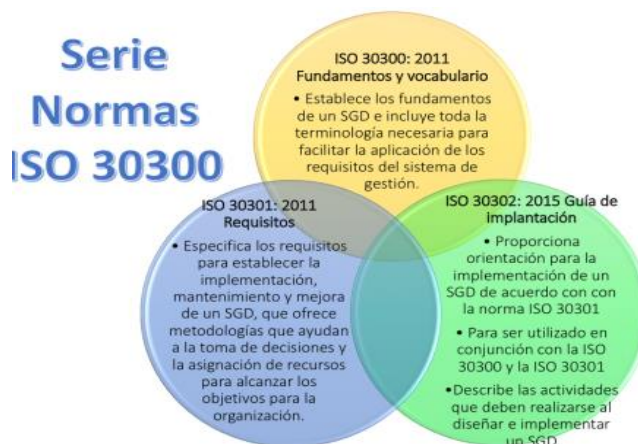 Serie
Normas
ISO 30300
ISO 30300: 2011
Fundamentos y vocabulario
• Establece los fundamentos
de un SGD e incluye toda la
terminología necesaria para
facilitar la aplicación de los
requisitos del sistema de
gestión.
ISO 30301: 2011
Requisitos
• Especifica los requisitos
para establecer la
implementación,
mantenimiento y mejora
de un SGD, que ofrece
metodologías que ayudan
a la toma de decisiones y
la asignación de recursos
para alcanzar los
objetivos para la
organización.
ISO 30302: 2015 Guía de
implantación
• Proporciona
orientación para la
implementación de un
SGD de acuerdo con con
la norma ISO 30301
• Para ser utilizado en
conjunción con la ISO
30300 y la ISO 30301
•Describe las actividades
que deben realizarse al
diseñar e implementar
un SGD